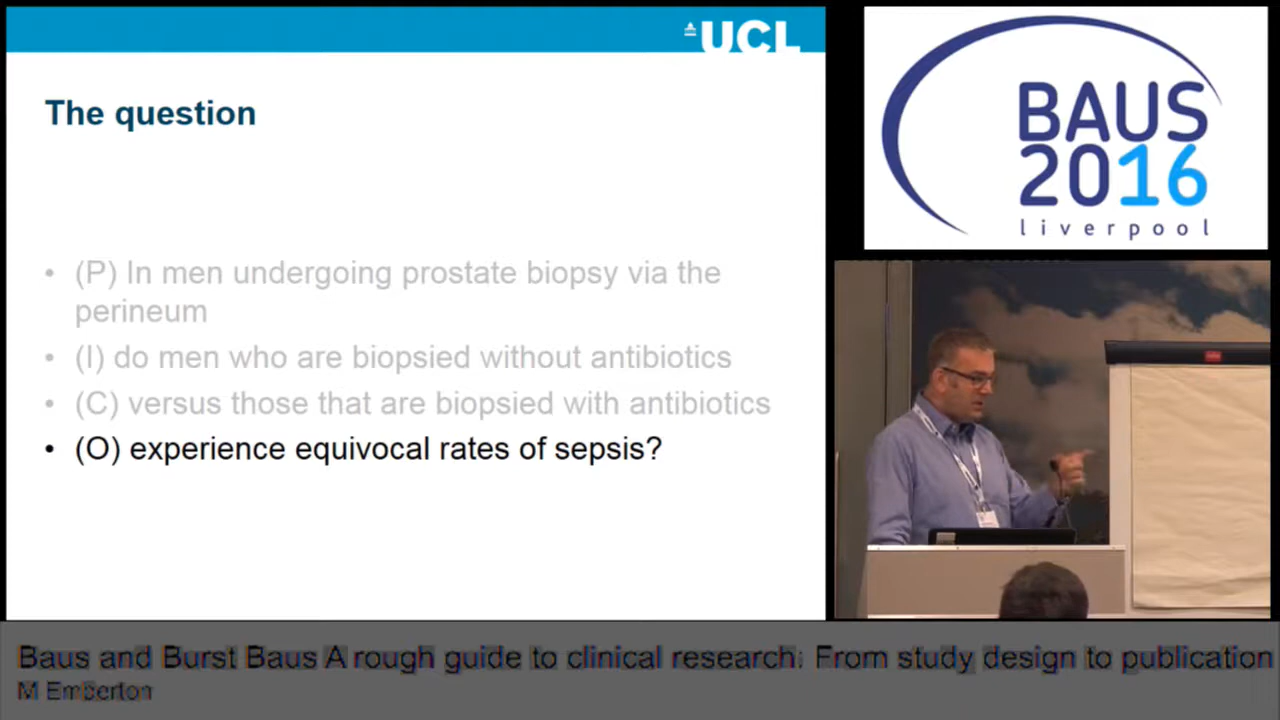 UCL
The question
• (P) In men undergoing prostate biopsy via the
perineum
• (I) do men who are biopsied without antibiotics
• (C) versus those that are biopsied with antibiotics
• (O) experience equivocal rates of sepsis?
BAUS
2016
liverpool
Baus and Burst Baus A rough guide to clinical research: From study design to publication
M Emberton